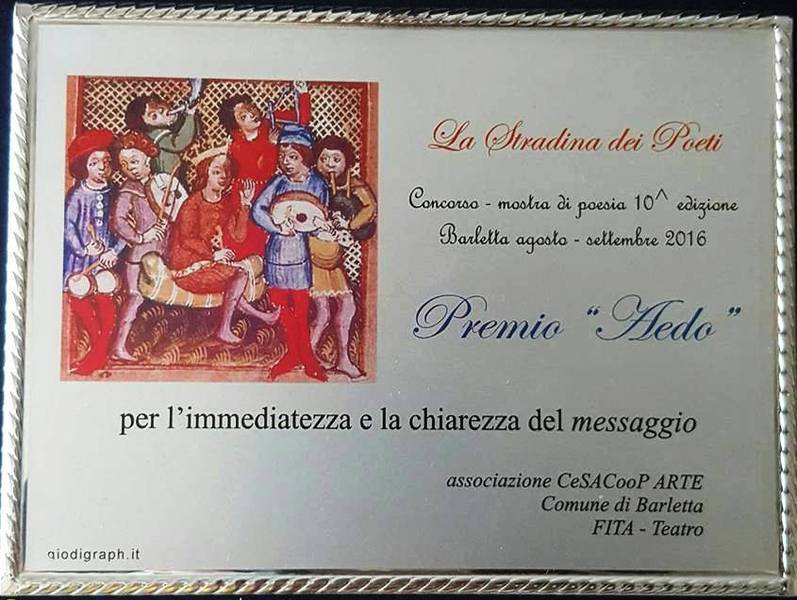 La Stradina dei Poeti
Concorso - mostra di poesia 10^ edizione
Barletta agosto - settembre 2016
Premio "Aedo"
per l'immediatezza e la chiarezza del messaggio
associazione CeSACooP ARTE
Comune di Barletta
FITA - Teatro
giodigraph.it